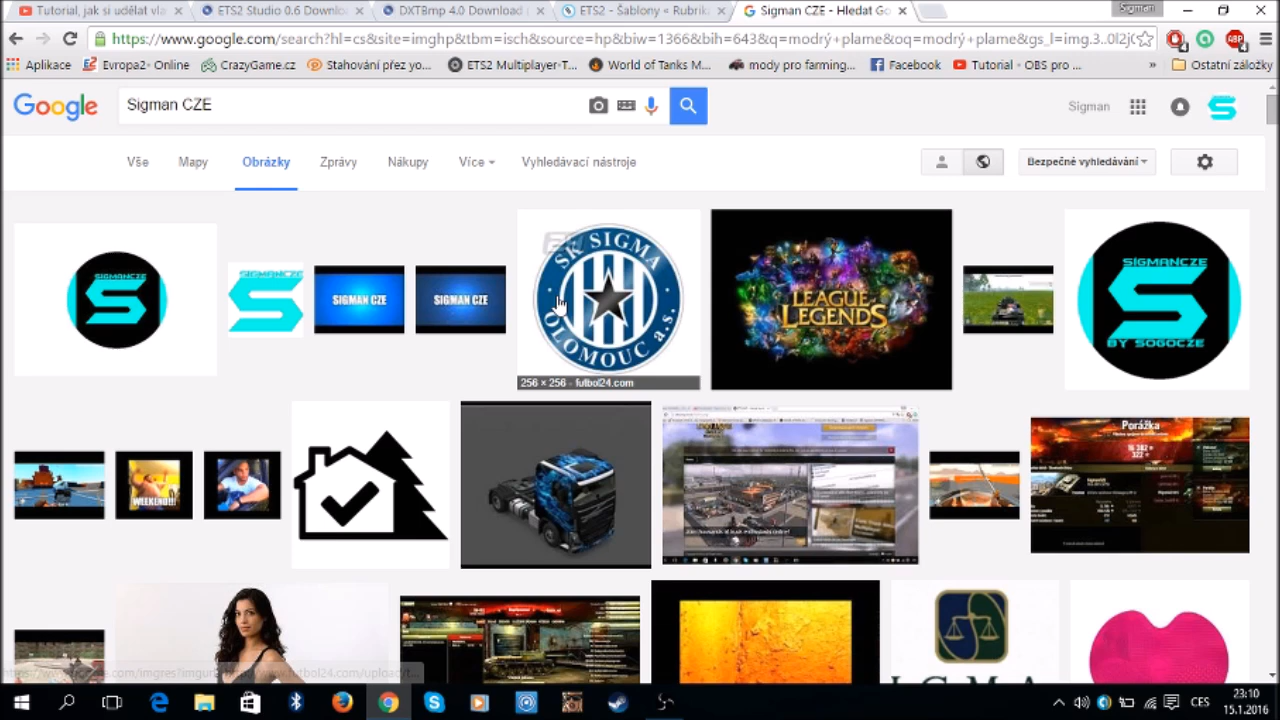 Tutorial, jak si udělat vla
ETS2 Studio 0.6 Downlo
DXTBmp 4.0 Download
ETS2 - Šablony « Rubrik
Sigman CZE - Hledat Go
Sigman
https://www.google.com/search?hl=cs&site=imghp&tbm=isch&source=hp&biw=1366&bih=643&q=modrý+plame&oq=modrý+plame&gs_l=img.3..0l2j0
Aplikace
Evropa2- Online
CrazyGame.cz
Stahování přez yo...
ETS2 Multiplayer-T...
World of Tanks M...
mody pro farming...
Facebook
Tutorial • OBS pro ...
»
Ostatní záložky
Google
Sigman CZE
Sigman
Vše
Mapy
Obrázky
Zprávy
Nákupy
Více
Vyhledávací nástroje
Bezpečné vyhledávání
SIGMANCZE
SIGMANCZE
SIGMAN CZE
SIGMAN CZE
SK SIGMA
OLOMOUC a.s.
256 × 256 - futbol24.com
LEAGUE
OF
LEGENDS
SIGMANCZE
BY SOGOCZE
WEEKEND!!!
Porážka
16 382
322
23:10
CES
15.1.2016